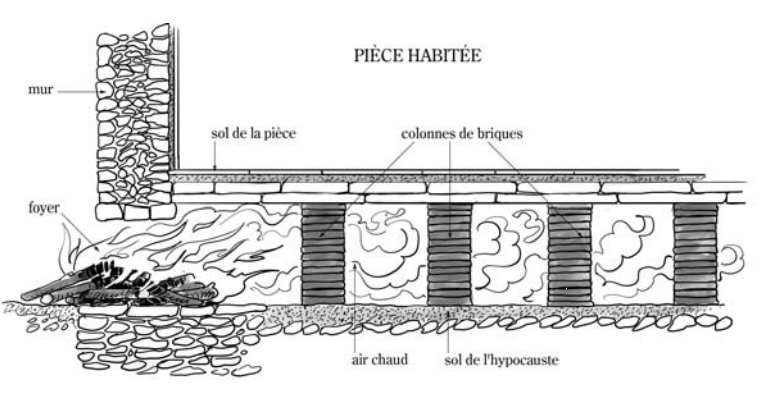 PIÈCE HABITÉE
mur
sol de la pièce
colonnes de briques
foyer
air chaud
sol de l'hypocauste